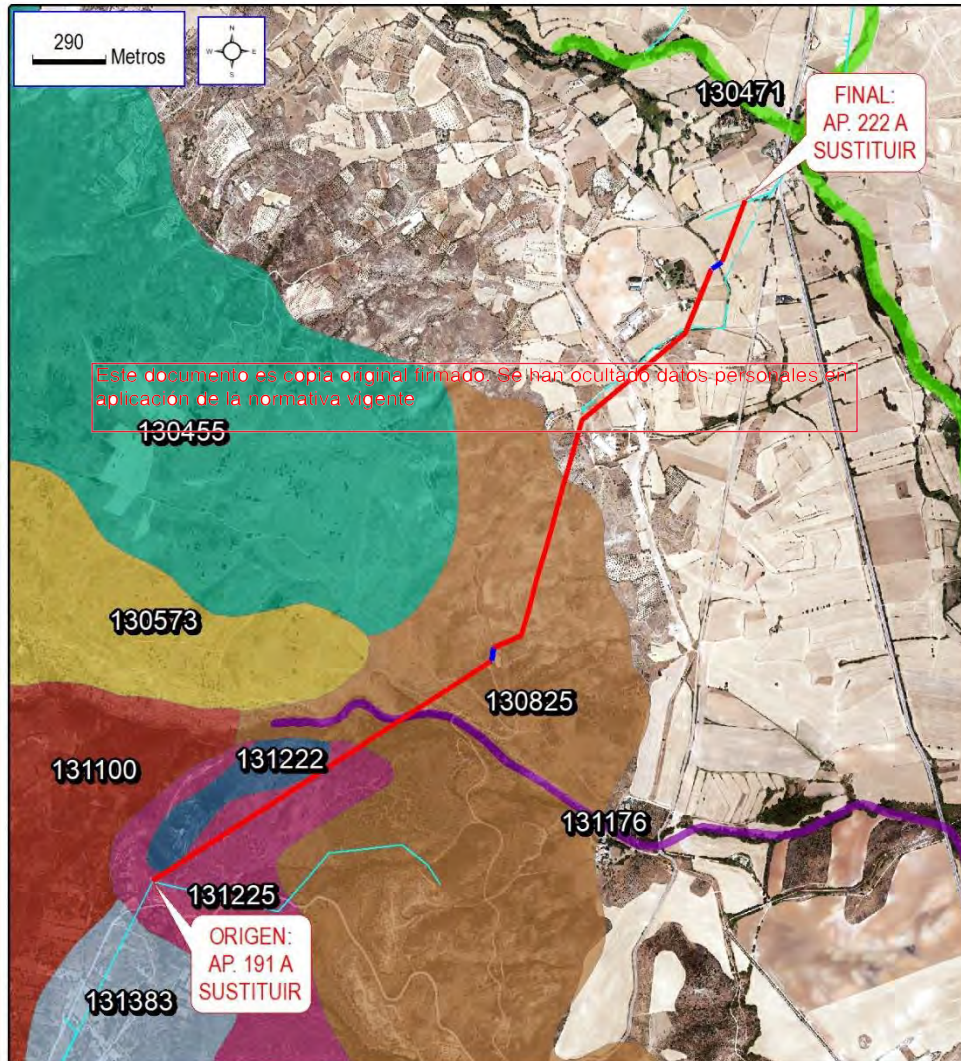 290
Metros
N
W E
S
130471
FINAL:
AP. 222 A
SUSTITUIR
Este documento es copia original firmado. Se han ocultado datos personales en
aplicación de la normativa vigente
130455
130573
130825
131222
131100
131176
131225
ORIGEN:
AP. 191 A
SUSTITUIR
131383